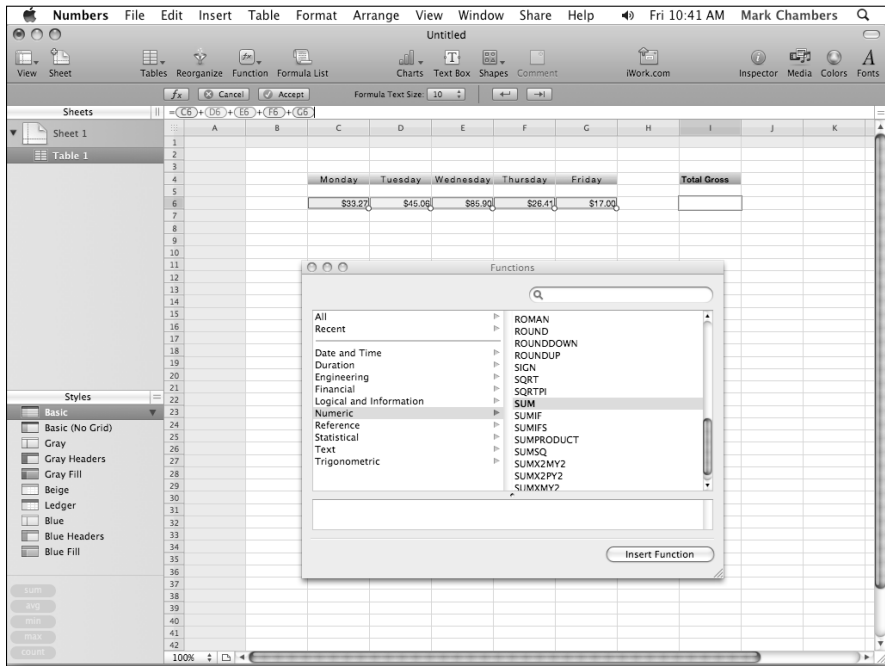 Numbers File Edit Insert Table Format Arrange View Window Share Help Fri 10:41 AM Mark Chambers
Untitled
View Sheet Tables Reorganize Function Formula List Charts Text Box Shapes Comment iWork.com Inspector Media Colors Fonts
fx Cancel Accept Formula Text Size: 10
Sheets
=(C6)+(D6)+(E6)+(F6)+(G6)
Sheet 1
Table 1
A B C D E F G H I J K
1
2
3
4 Monday Tuesday Wednesday Thursday Friday Total Gross
5
6 $33.27 $45.06 $85.90 $26.41 $17.00
7
8
9
10
11
12
13
14
15
16
17
18
19
20
21
22
23
24
25
26
27
28
29
30
31
32
33
34
35
36
37
38
39
40
41
42
Functions
All
Recent
Date and Time
Duration
Engineering
Financial
Logical and Information
Numeric
Reference
Statistical
Text
Trigonometric
ROMAN
ROUND
ROUNDDOWN
ROUNDUP
SIGN
SQRT
SQRTPI
SUM
SUMIF
SUMIFS
SUMPRODUCT
SUMSQ
SUMX2MY2
SUMX2PY2
SUMXMY2
Insert Function
Styles
Basic
Basic (No Grid)
Gray
Gray Headers
Gray Fill
Beige
Ledger
Blue
Blue Headers
Blue Fill
sum
avg
min
max
count
100%